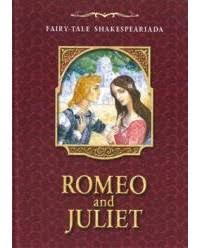 FAIRY-TALE SHAKESPEARIADA
ROMEO
and
JULIET